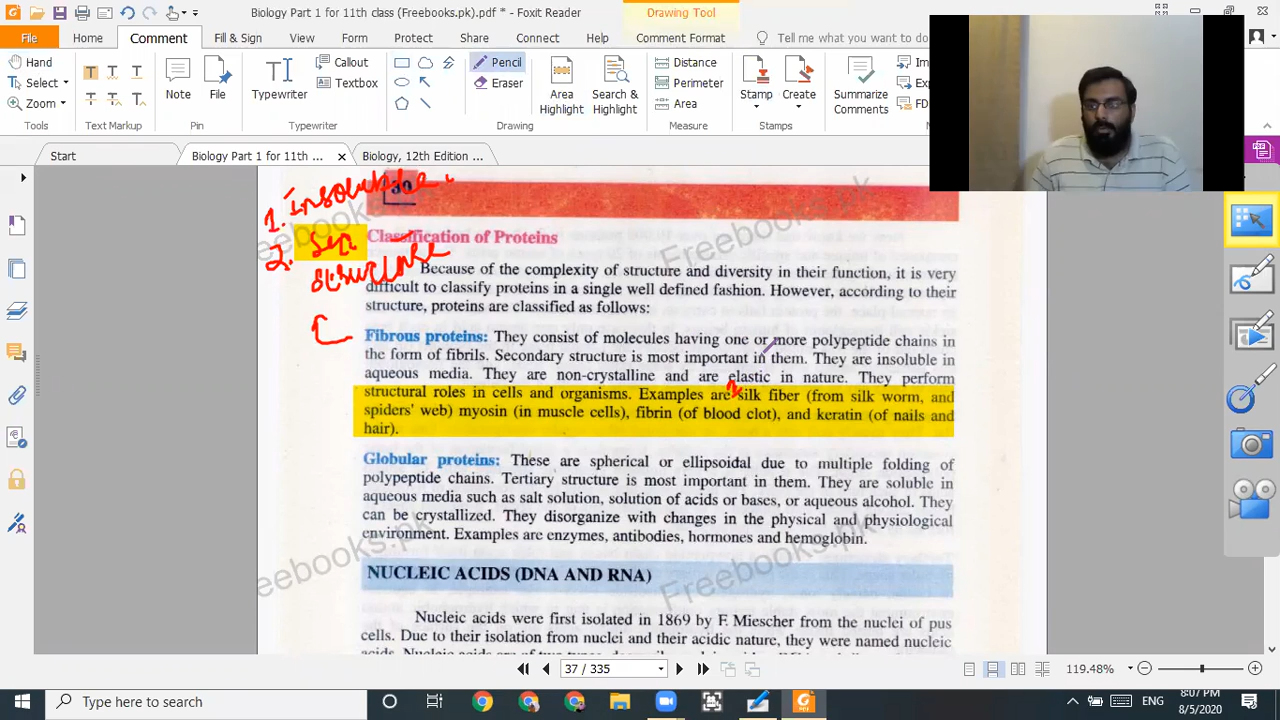 Biology Part 1 for 11th class (Freebooks.pk).pdf * - Foxit Reader
Drawing Tool
File Home Comment Fill & Sign View Form Protect Share Connect Help Comment Format Tell me what you want to do
Hand
Select
Zoom
Note
File
Typewriter
Callout
Textbox
Pencil
Eraser
Area Highlight
Search & Highlight
Distance
Perimeter
Area
Stamp
Create
Summarize Comments
Tools Text Markup Pin Typewriter Drawing Measure Stamps Comments
Start Biology Part 1 for 11th ... Biology, 12th Edition ...
1. Insoluble
30
2. Sec
structure
Classification of Proteins
Because of the complexity of structure and diversity in their function, it is very
difficult to classify proteins in a single well defined fashion. However, according to their
structure, proteins are classified as follows:
Fibrous proteins: They consist of molecules having one or more polypeptide chains in
the form of fibrils. Secondary structure is most important in them. They are insoluble in
aqueous media. They are non-crystalline and are elastic in nature. They perform
structural roles in cells and organisms. Examples are silk fiber (from silk worm, and
spiders' web) myosin (in muscle cells), fibrin (of blood clot), and keratin (of nails and
hair).
Globular proteins: These are spherical or ellipsoidal due to multiple folding of
polypeptide chains. Tertiary structure is most important in them. They are soluble in
aqueous media such as salt solution, solution of acids or bases, or aqueous alcohol. They
can be crystallized. They disorganize with changes in the physical and physiological
environment. Examples are enzymes, antibodies, hormones and hemoglobin.
NUCLEIC ACIDS (DNA AND RNA)
Nucleic acids were first isolated in 1869 by F. Miescher from the nuclei of pus
cells. Due to their isolation from nuclei and their acidic nature, they were named nucleic
Freebooks.pk
Freebooks.pk
37 / 335
119.48%
Type here to search
ENG
8:07 PM
8/5/2020